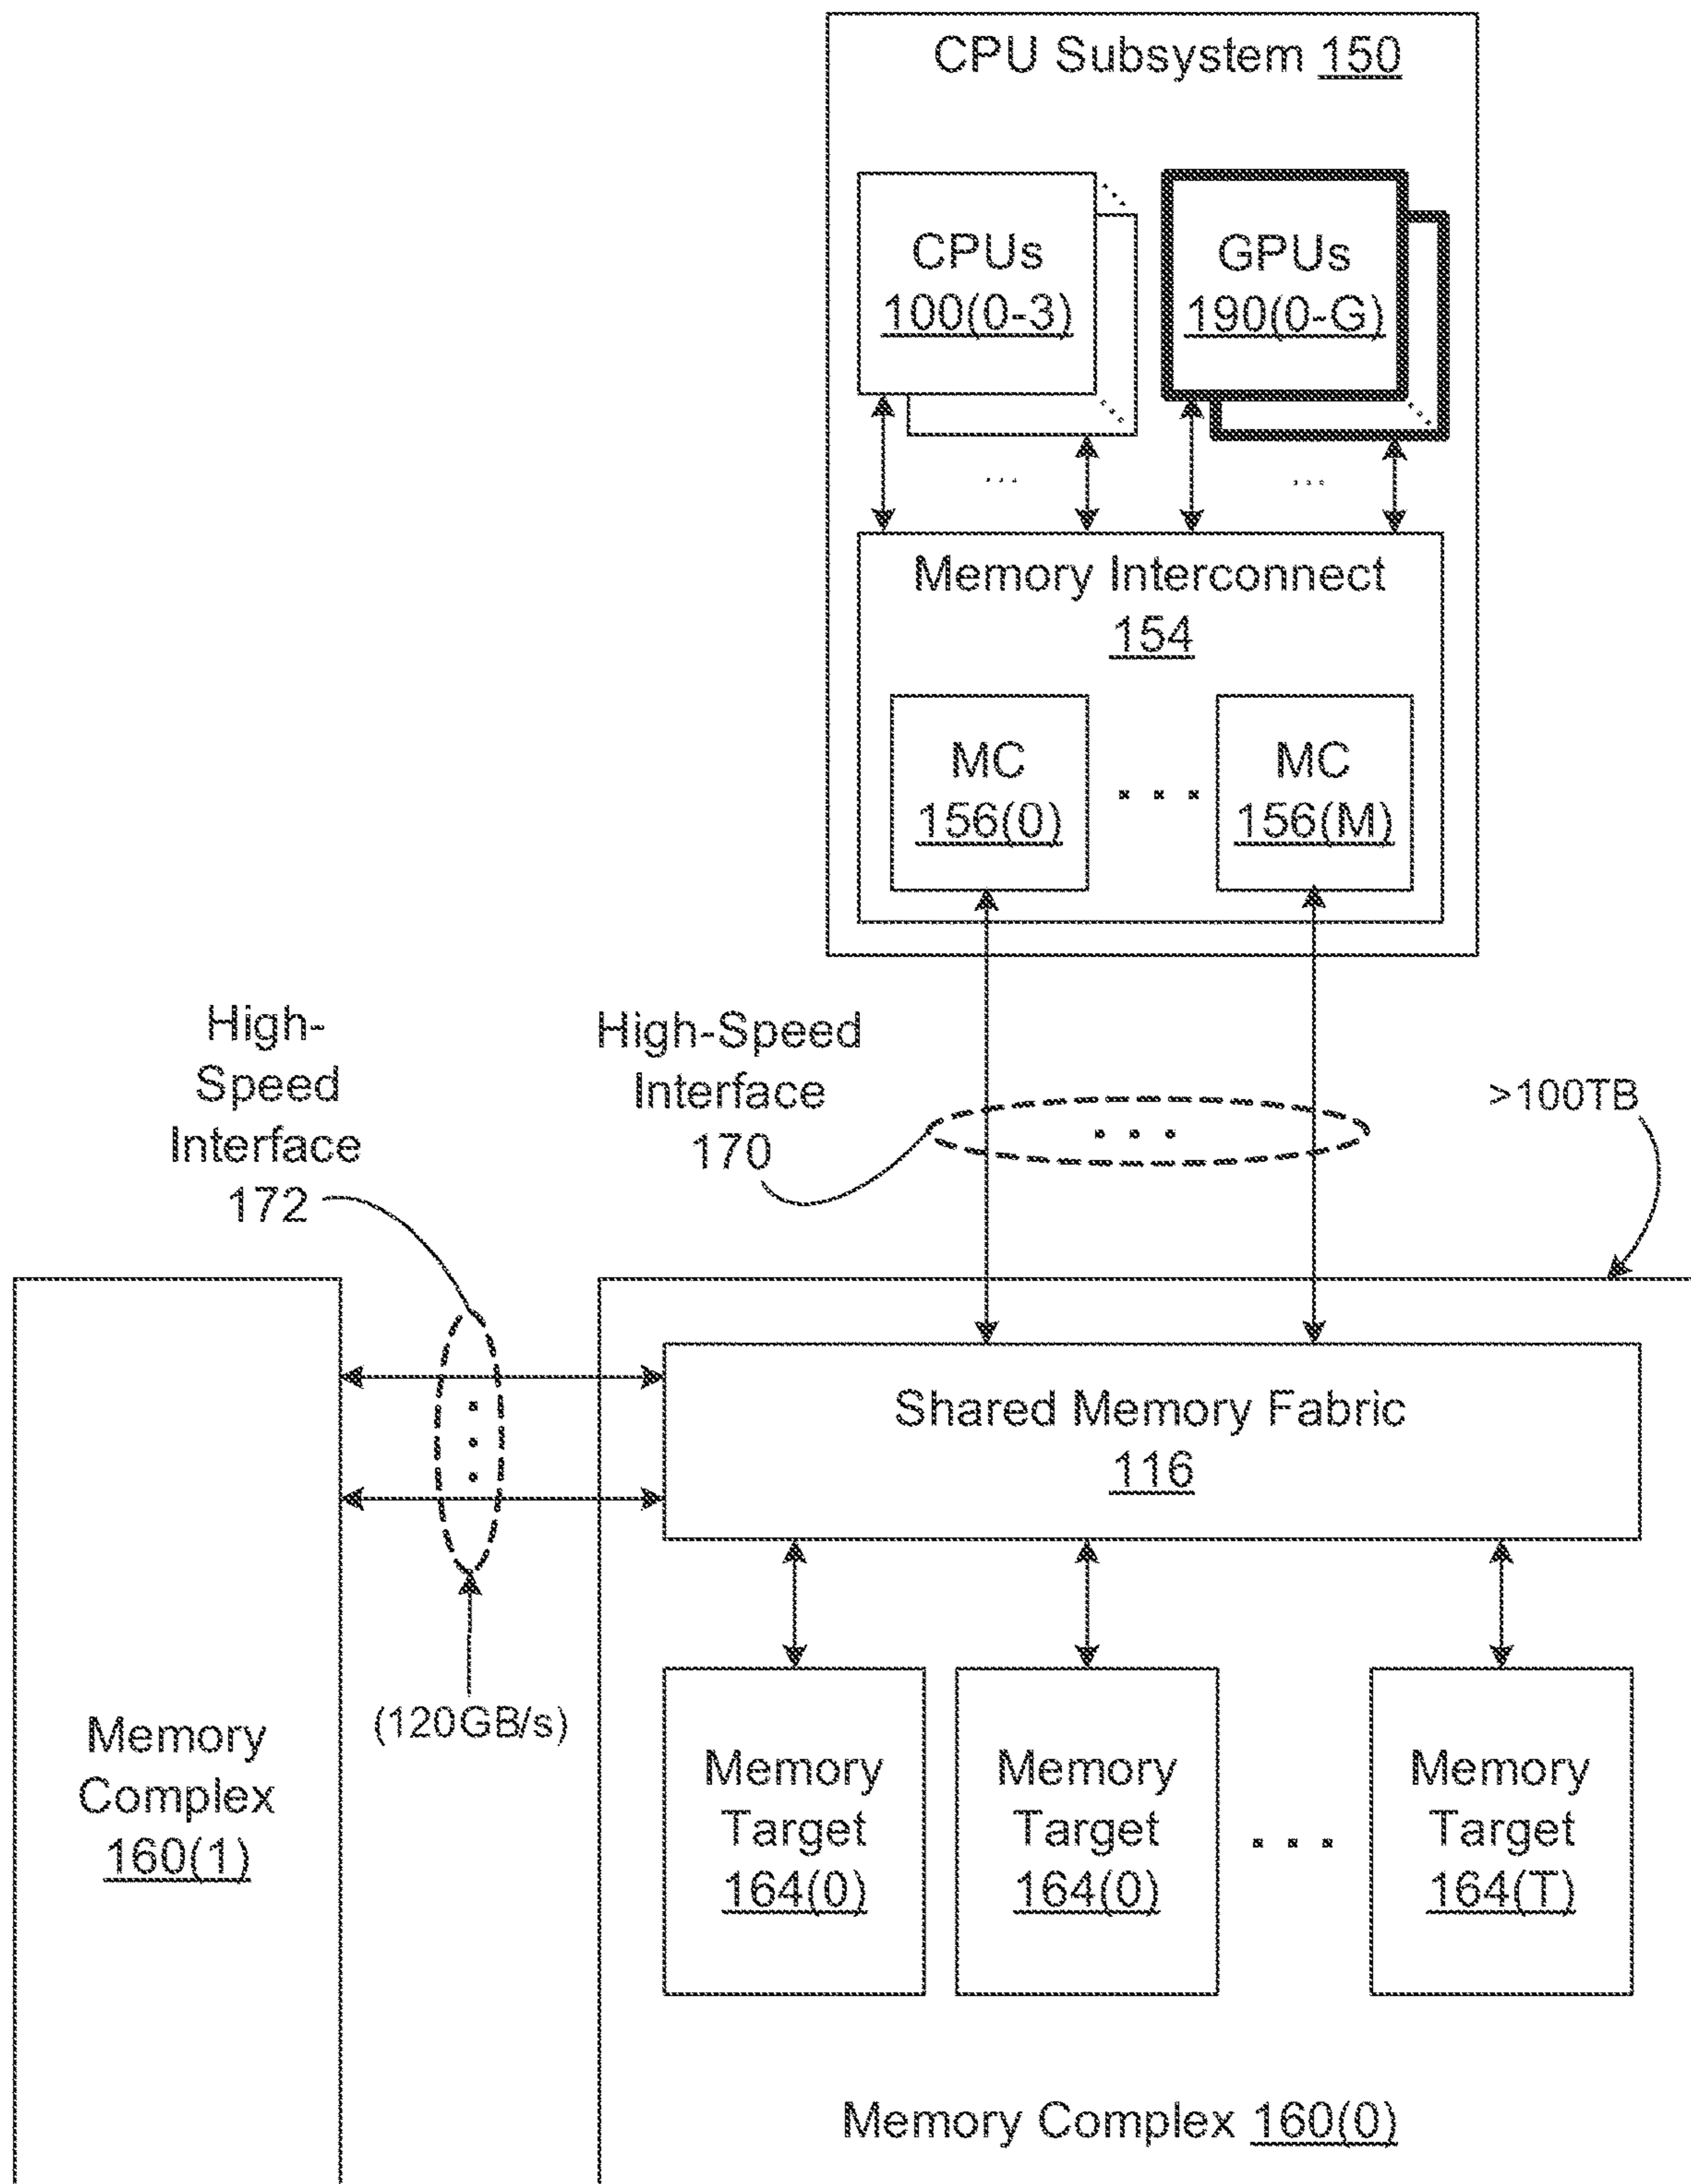 CPU Subsystem 150
CPUs
100(0-3)
GPUs
190(0-G)
...
...
Memory Interconnect
154
MC
156(0)
...
MC
156(M)
High-
Speed
Interface
172
High-Speed
Interface
170
...
>100TB
Shared Memory Fabric
116
(120GB/s)
Memory
Complex
160(1)
Memory
Target
164(0)
Memory
Target
164(0)
...
Memory
Target
164(T)
Memory Complex 160(0)